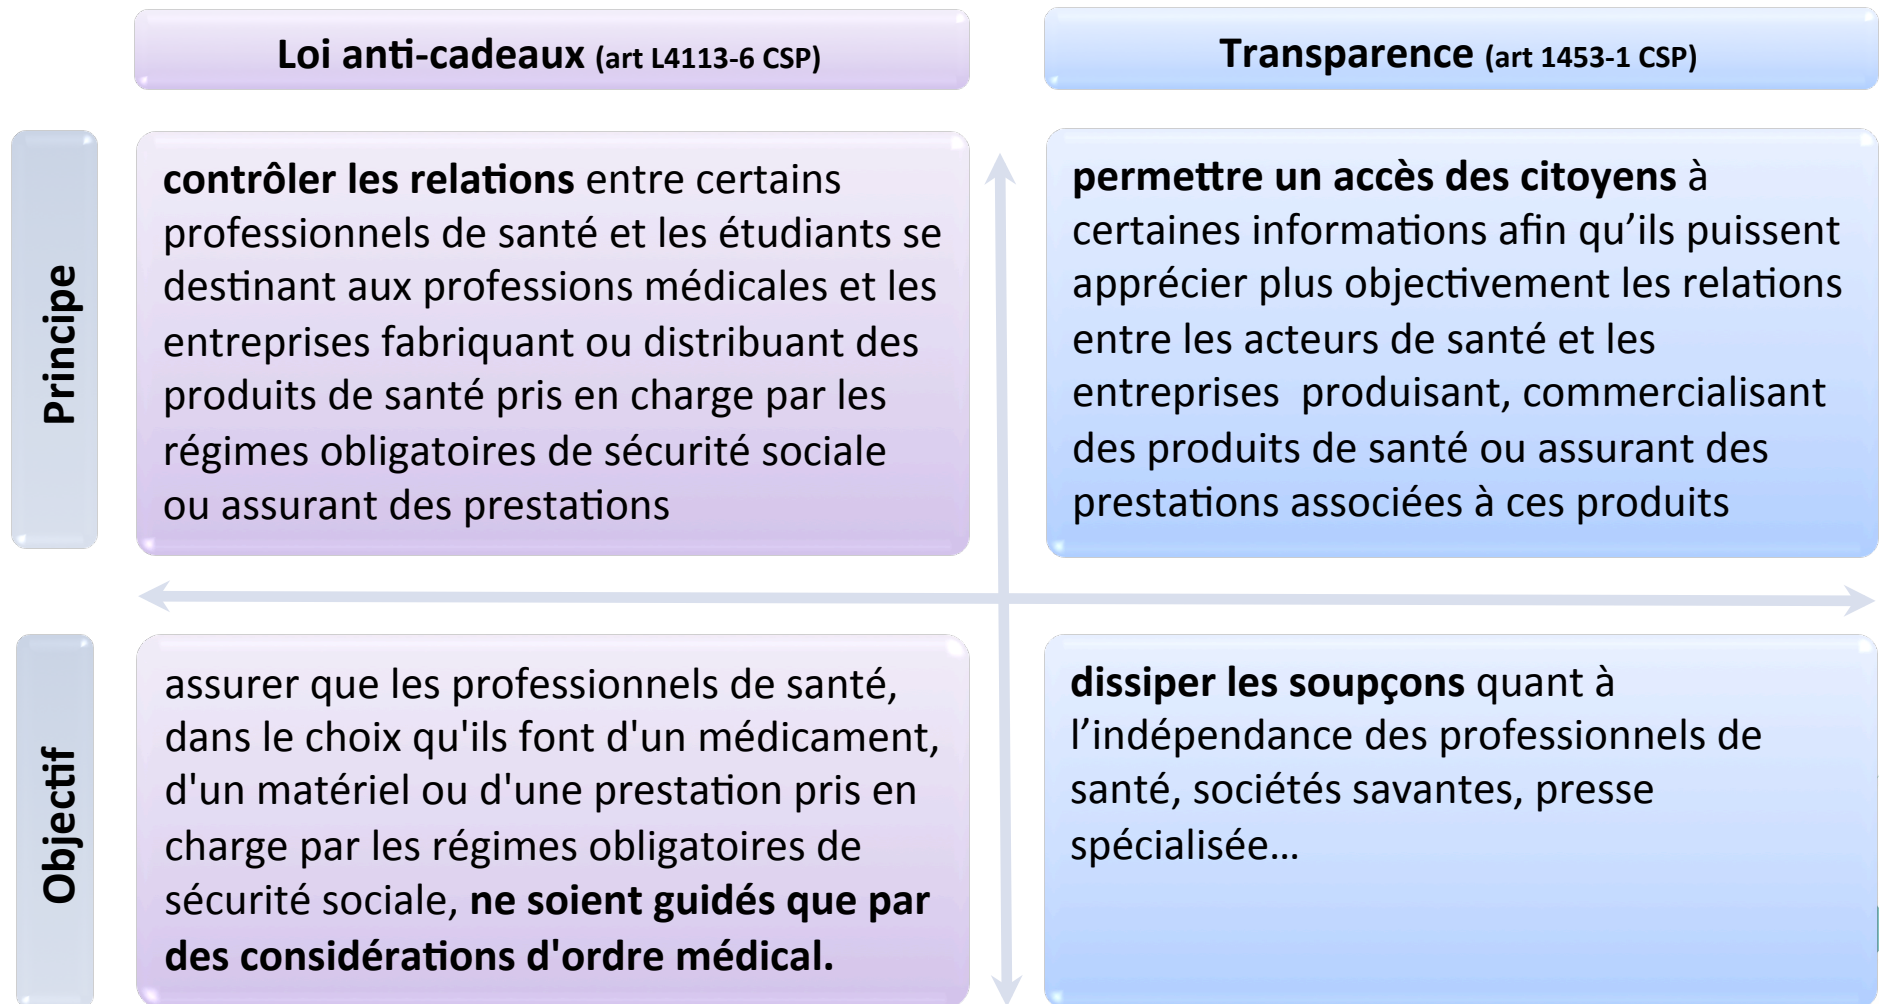 Loi anti-cadeaux (art L4113-6 CSP)
Transparence (art 1453-1 CSP)
Principe
contrôler les relations entre certains
professionnels de santé et les étudiants se
destinant aux professions médicales et les
entreprises fabriquant ou distribuant des
produits de santé pris en charge par les
régimes obligatoires de sécurité sociale
ou assurant des prestations
permettre un accès des citoyens à
certaines informations afin qu’ils puissent
apprécier plus objectivement les relations
entre les acteurs de santé et les
entreprises  produisant, commercialisant
des produits de santé ou assurant des
prestations associées à ces produits
Objectif
assurer que les professionnels de santé,
dans le choix qu'ils font d'un médicament,
d'un matériel ou d'une prestation pris en
charge par les régimes obligatoires de
sécurité sociale, ne soient guidés que par
des considérations d'ordre médical.
dissiper les soupçons quant à
l’indépendance des professionnels de
santé, sociétés savantes, presse
spécialisée…